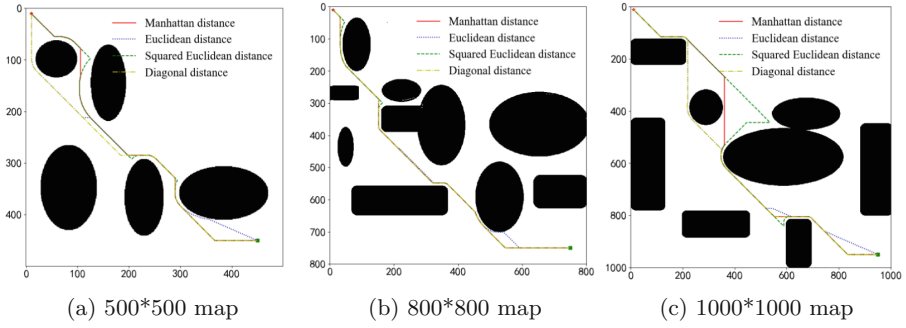 Manhattan distance
Euclidean distance
Squared Euclidean distance
Diagonal distance
0
100
200
300
400
0
100
200
300
400
(a) 500*500 map
Manhattan distance
Euclidean distance
Squared Euclidean distance
Diagonal distance
0
100
200
300
400
500
600
700
800
0
200
400
600
800
(b) 800*800 map
Manhattan distance
Euclidean distance
Squared Euclidean distance
Diagonal distance
0
200
400
600
800
1000
0
200
400
600
800
1000
(c) 1000*1000 map